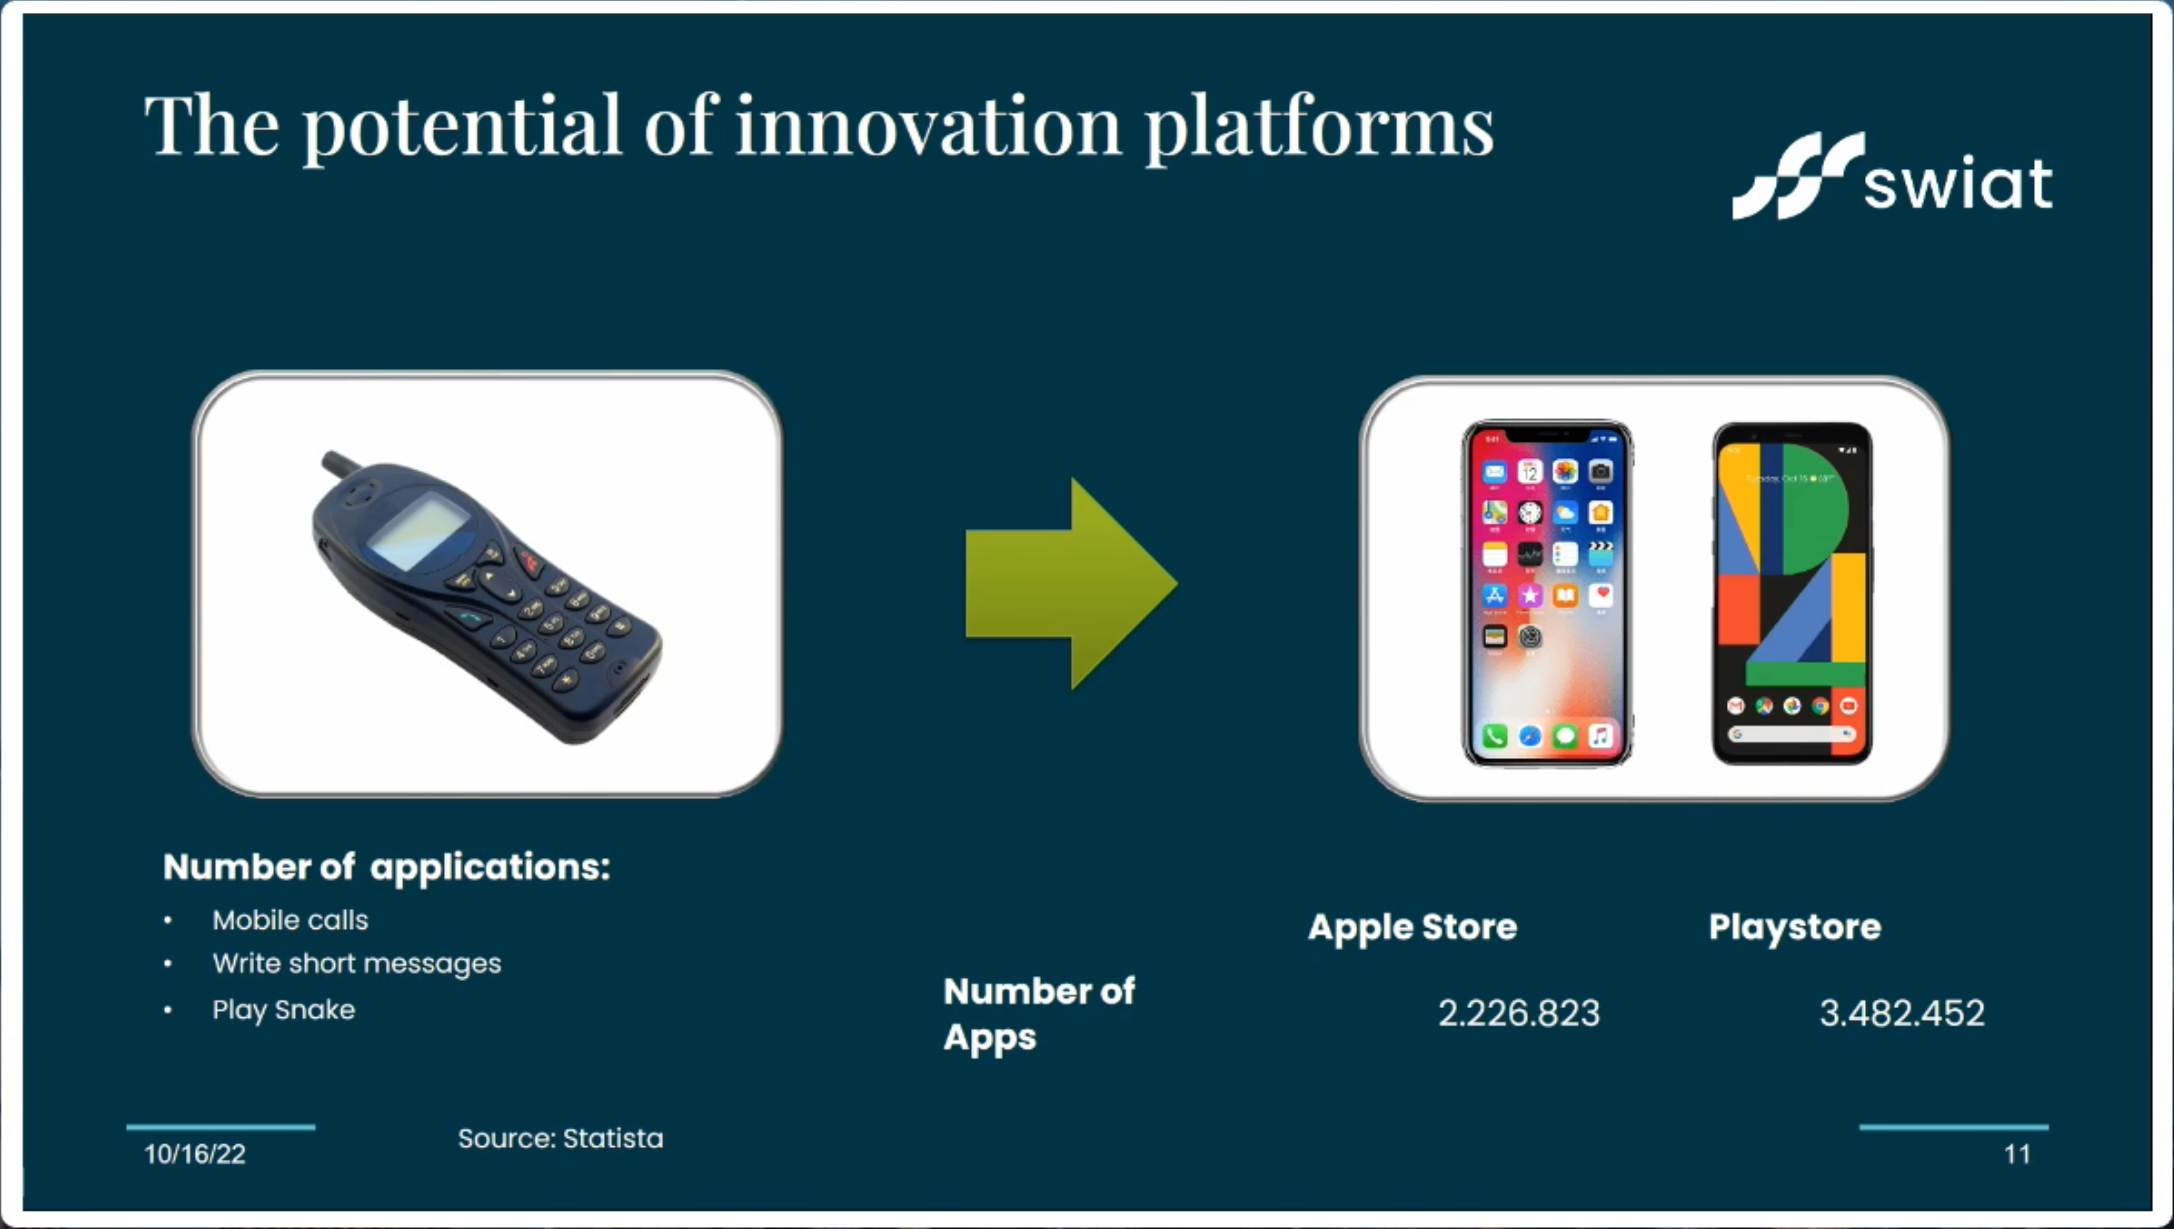 The potential of innovation platforms
swiat
Number of applications:
• Mobile calls
• Write short messages
• Play Snake
Apple Store Playstore
Number of
Apps
2.226.823 3.482.452
10/16/22
Source: Statista
11